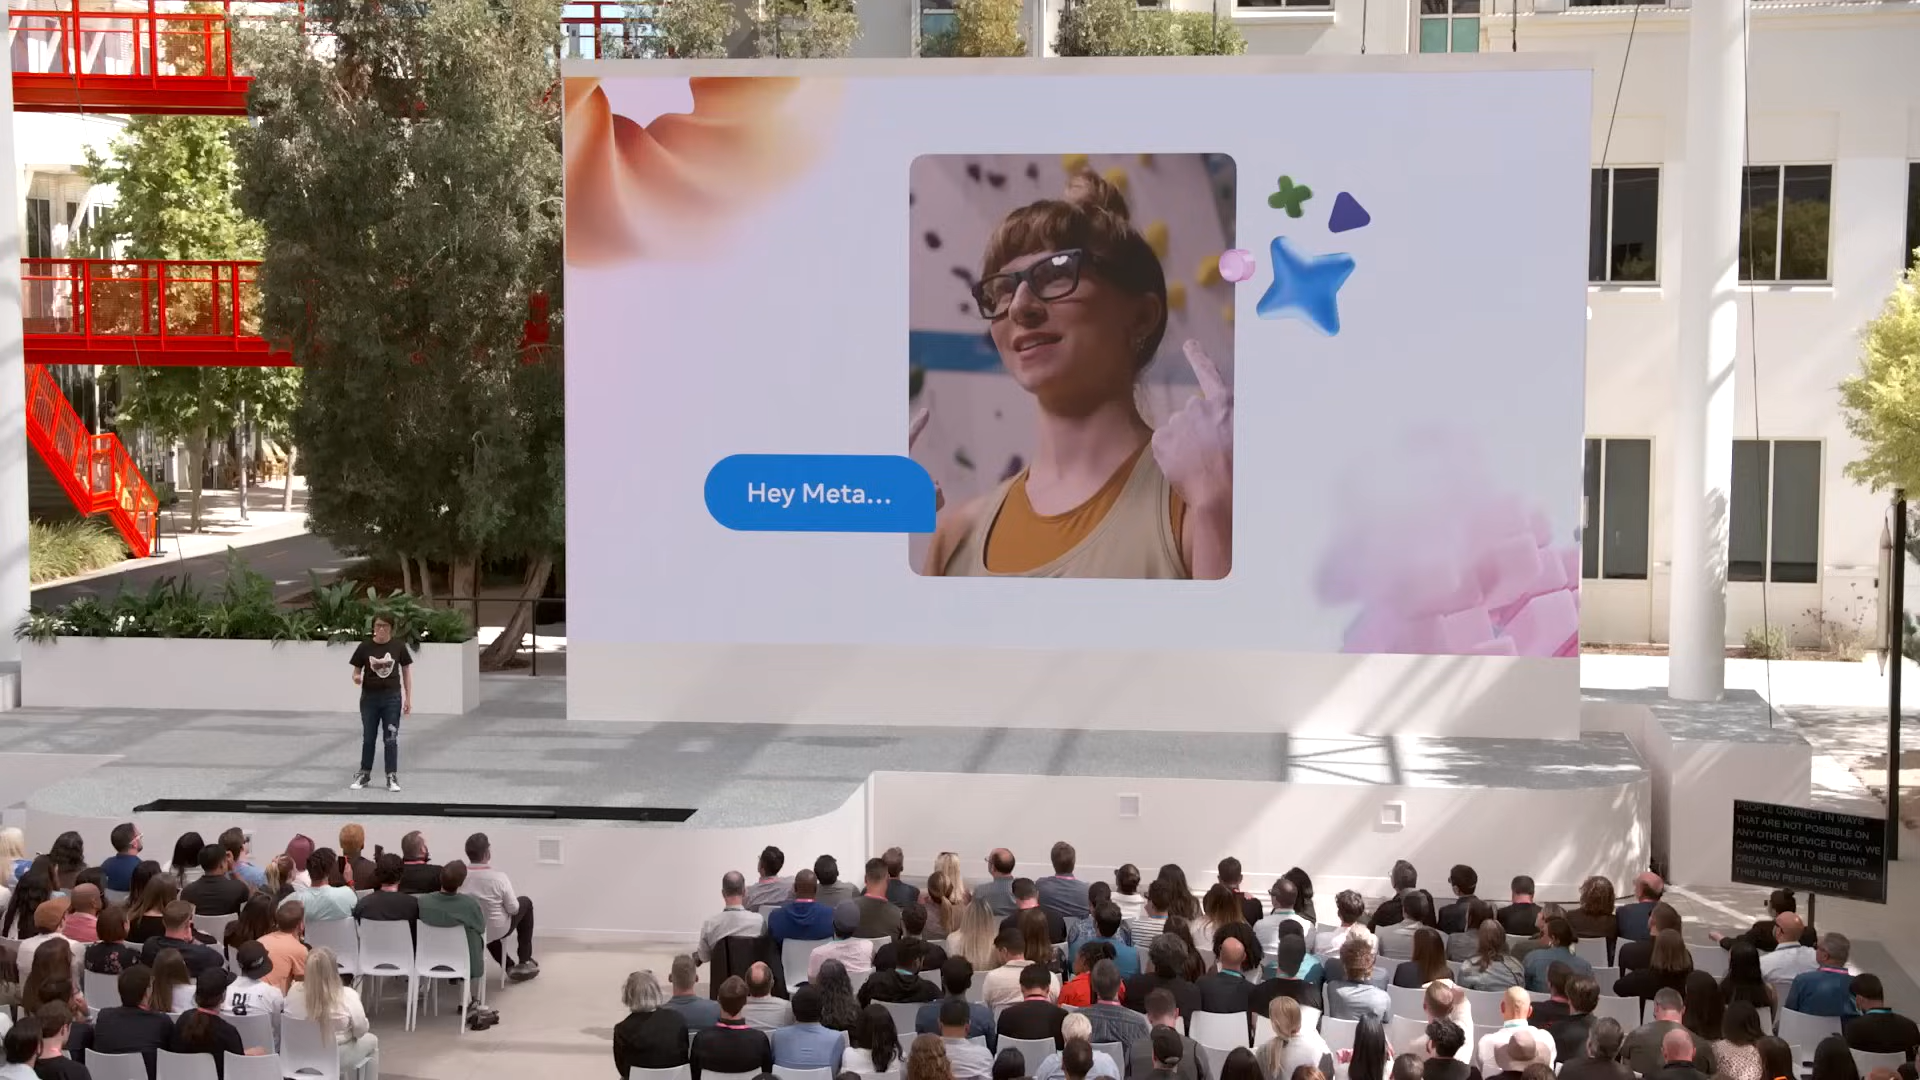 Hey Meta...
PEOPLE CONNECT IN WAYS
THAT ARE NOT POSSIBLE ON
ANY OTHER DEVICE TODAY. WE
CANNOT WAIT TO SEE WHAT
CREATORS WILL SHARE FROM
THIS NEW PERSPECTIVE